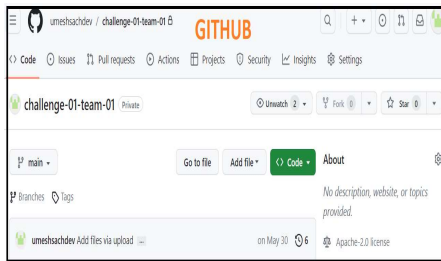 umeshsachdev / challenge-01-team-01
GITHUB
Code Issues Pull requests Actions Projects Security Insights Settings
challenge-01-team-01 Private
Unwatch 2 Fork 0 Star 0
main Go to file Add file Code About
Branches Tags
No description, website, or topics
provided.
umeshsachdev Add files via upload ... on May 30 6
Apache-2.0 license